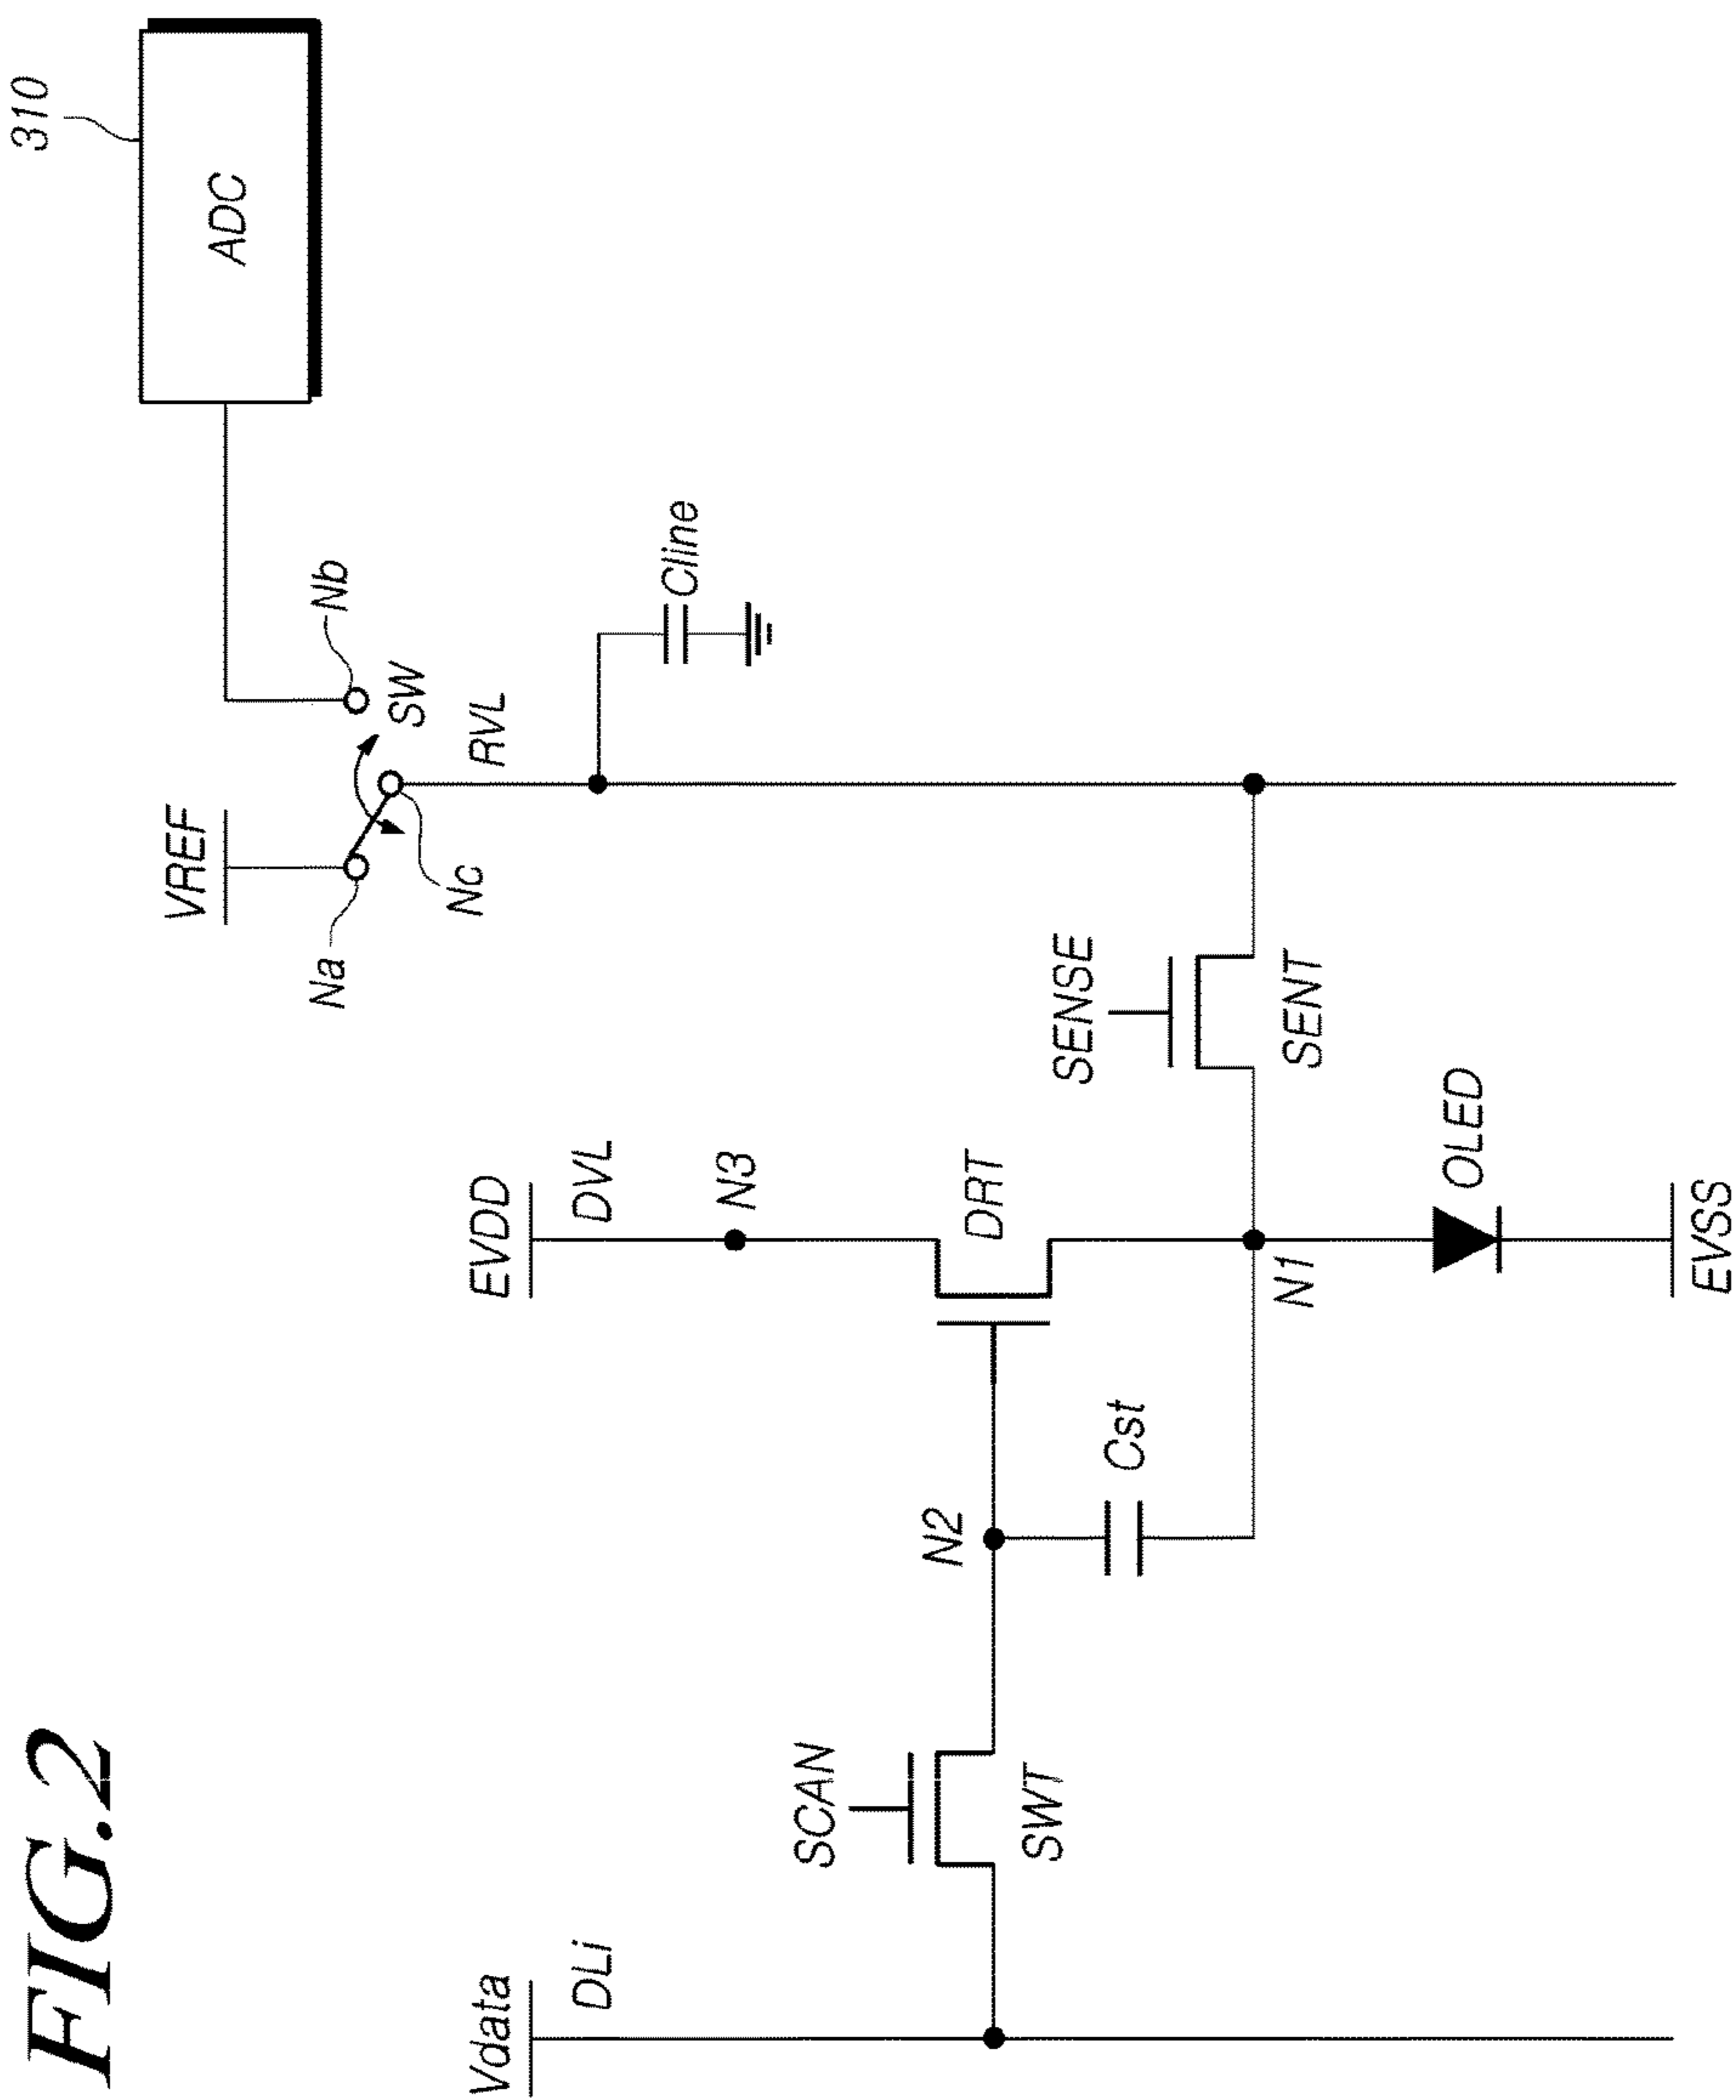 FIG.2
310
ADC
VREF
Na
Nb
SW
Nc
RVL
Cline
Vdata
DLi
EVDD
DVL
N3
SCAN
SWT
N2
DRT
Cst
SENSE
SENT
N1
OLED
EVSS